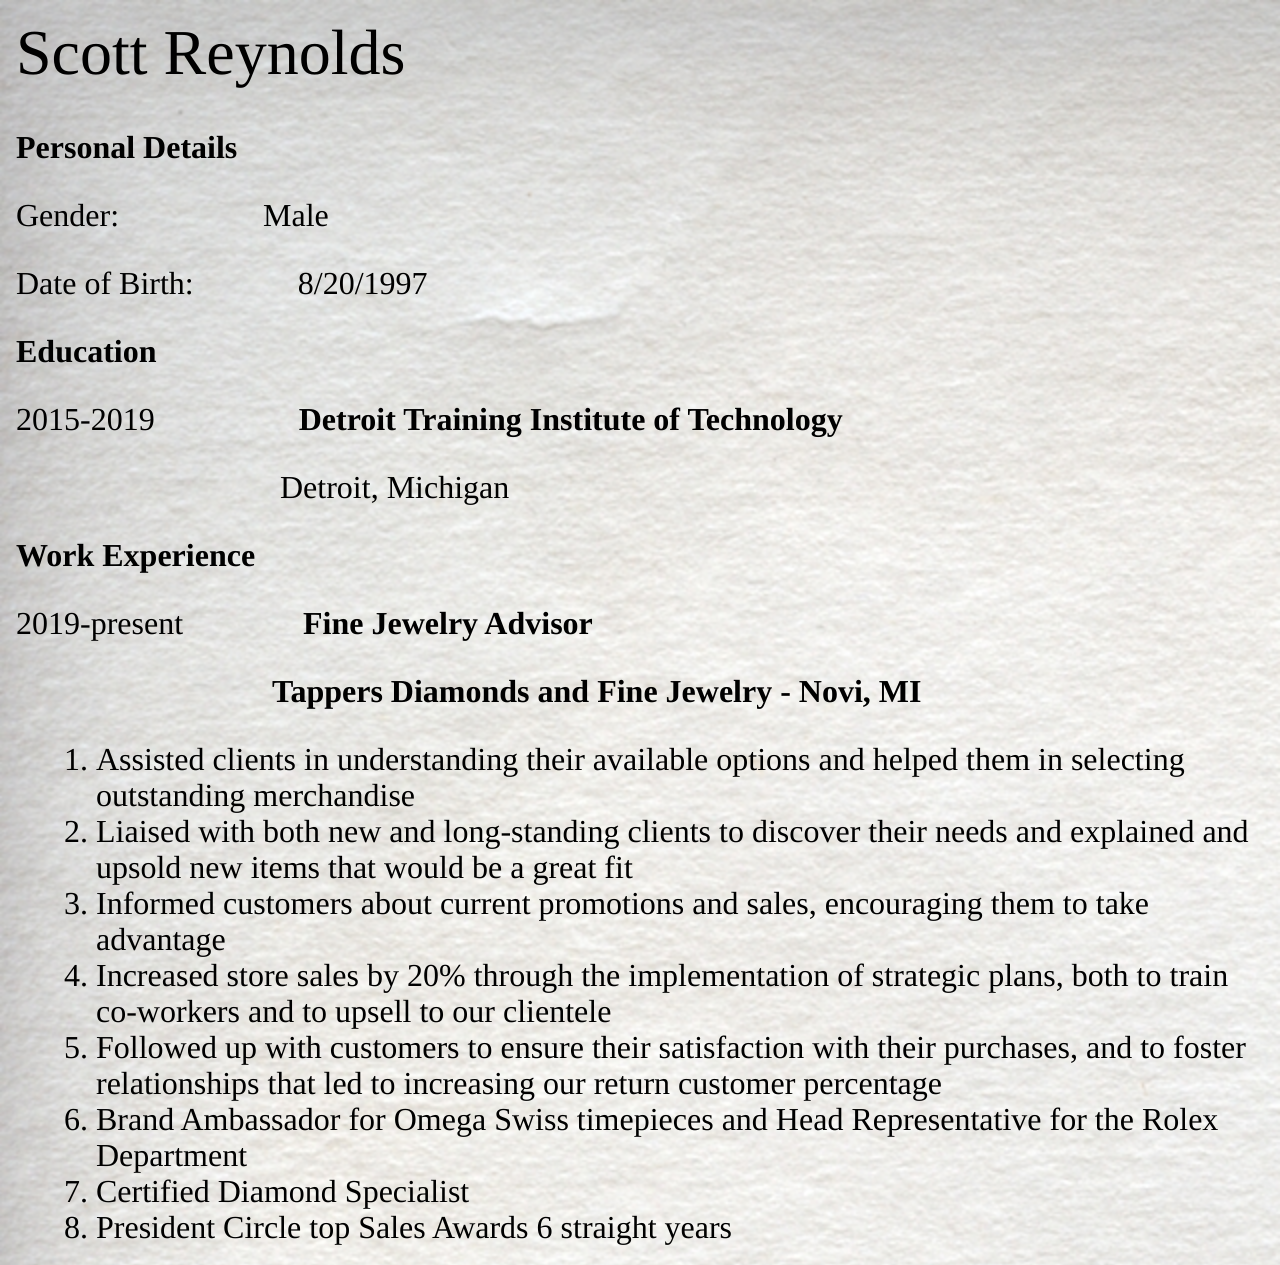 Scott Reynolds
Personal Details
Gender: Male
Date of Birth: 8/20/1997
Education
2015-2019 Detroit Training Institute of Technology
Detroit, Michigan
Work Experience
2019-present Fine Jewelry Advisor
Tappers Diamonds and Fine Jewelry - Novi, MI
1. Assisted clients in understanding their available options and helped them in selecting
outstanding merchandise
2. Liaised with both new and long-standing clients to discover their needs and explained and
upsold new items that would be a great fit
3. Informed customers about current promotions and sales, encouraging them to take
advantage
4. Increased store sales by 20% through the implementation of strategic plans, both to train
co-workers and to upsell to our clientele
5. Followed up with customers to ensure their satisfaction with their purchases, and to foster
relationships that led to increasing our return customer percentage
6. Brand Ambassador for Omega Swiss timepieces and Head Representative for the Rolex
Department
7. Certified Diamond Specialist
8. President Circle top Sales Awards 6 straight years